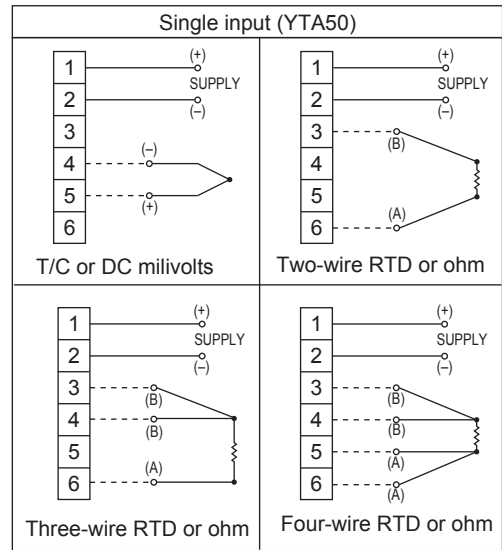 Single input (YTA50)
1
(+)
SUPPLY
2
(–)
3
4
(–)
5
(+)
6
T/C or DC milivolts
1
(+)
SUPPLY
2
(–)
3
(B)
4
5
6
(A)
Two-wire RTD or ohm
1
(+)
SUPPLY
2
(–)
3
(B)
4
(B)
5
6
(A)
Three-wire RTD or ohm
1
(+)
SUPPLY
2
(–)
3
(B)
4
(B)
5
(A)
6
(A)
Four-wire RTD or ohm